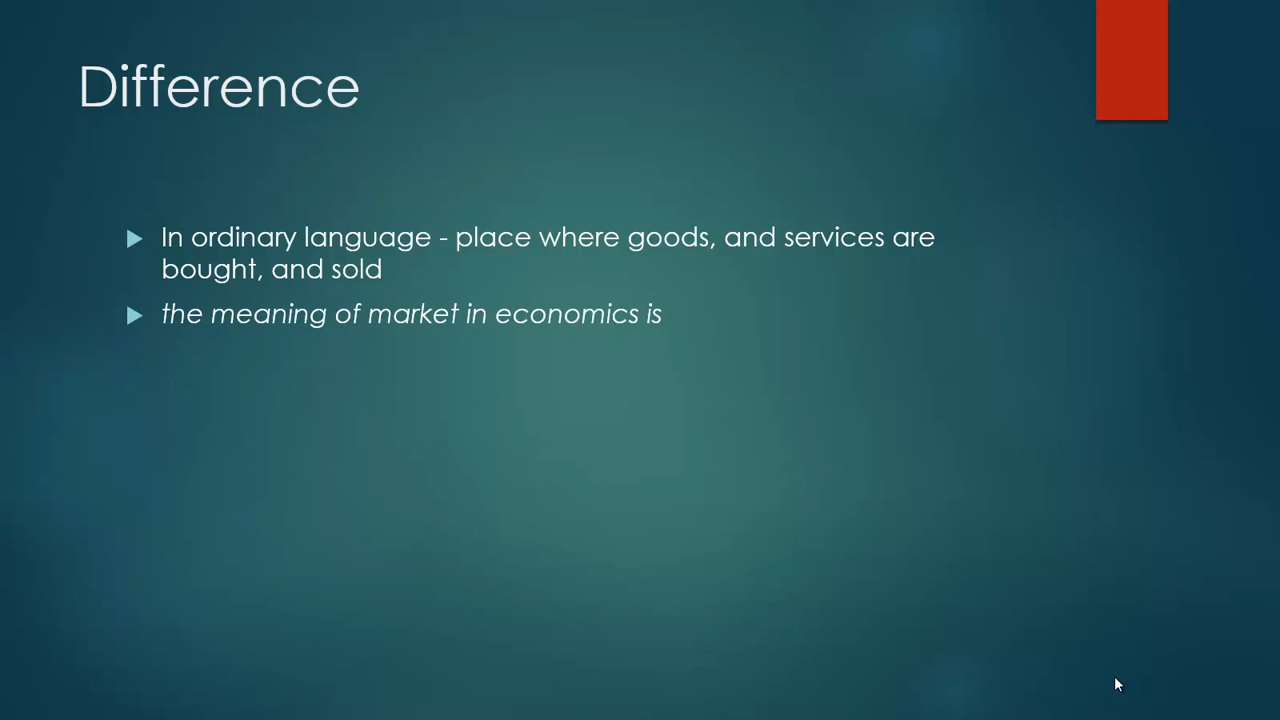 Difference
In ordinary language - place where goods, and services are
bought, and sold
the meaning of market in economics is